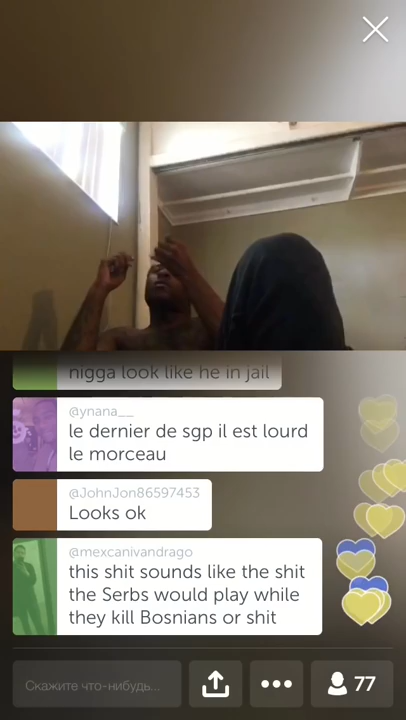 nigga look like he in jail
@ynana__
le dernier de sgp il est lourd
le morceau
@JohnJon86597453
Looks ok
@mexcanivandrago
this shit sounds like the shit
the Serbs would play while
they kill Bosnians or shit
Скажите что-нибудь...
77